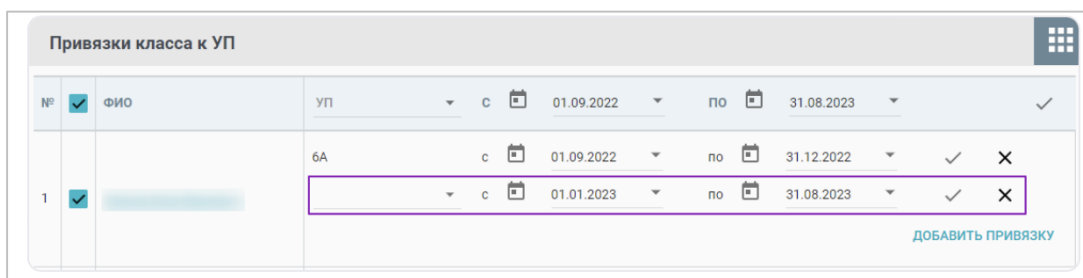 Привязки класса к УП
№ ФИО УП с 01.09.2022 по 31.08.2023
6А с 01.09.2022 по 31.12.2022
1 с 01.01.2023 по 31.08.2023
ДОБАВИТЬ ПРИВЯЗКУ